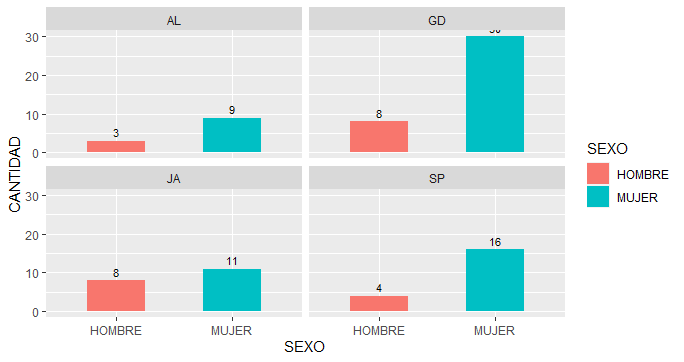 AL
GD
30
20
10
0
3
9
8
CANTIDAD
JA
SP
30
20
10
0
8
11
4
16
HOMBRE
MUJER
HOMBRE
MUJER
SEXO
SEXO
HOMBRE
MUJER